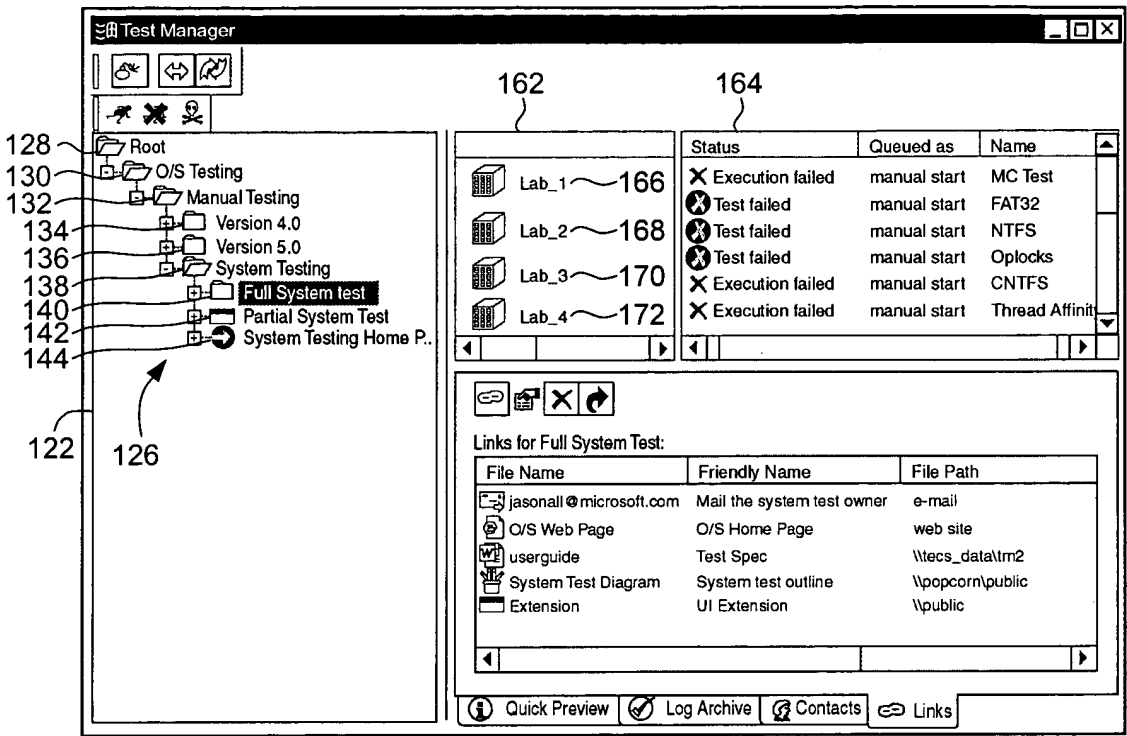 Test Manager
162
164
128
Root
130
O/S Testing
132
Manual Testing
134
Version 4.0
136
Version 5.0
138
System Testing
140
Full System test
142
Partial System Test
144
System Testing Home P..
122
126
Lab_1 166
Lab_2 168
Lab_3 170
Lab_4 172
Status Queued as Name
Execution failed manual start MC Test
Test failed manual start FAT32
Test failed manual start NTFS
Test failed manual start Oplocks
Execution failed manual start CNTFS
Execution failed manual start Thread Affinit
Links for Full System Test:
File Name Friendly Name File Path
jasonall@microsoft.com Mail the system test owner e-mail
O/S Web Page O/S Home Page web site
userguide Test Spec \\tecs_data\tm2
System Test Diagram System test outline \\popcorn\public
Extension UI Extension \\public
Quick Preview Log Archive Contacts Links